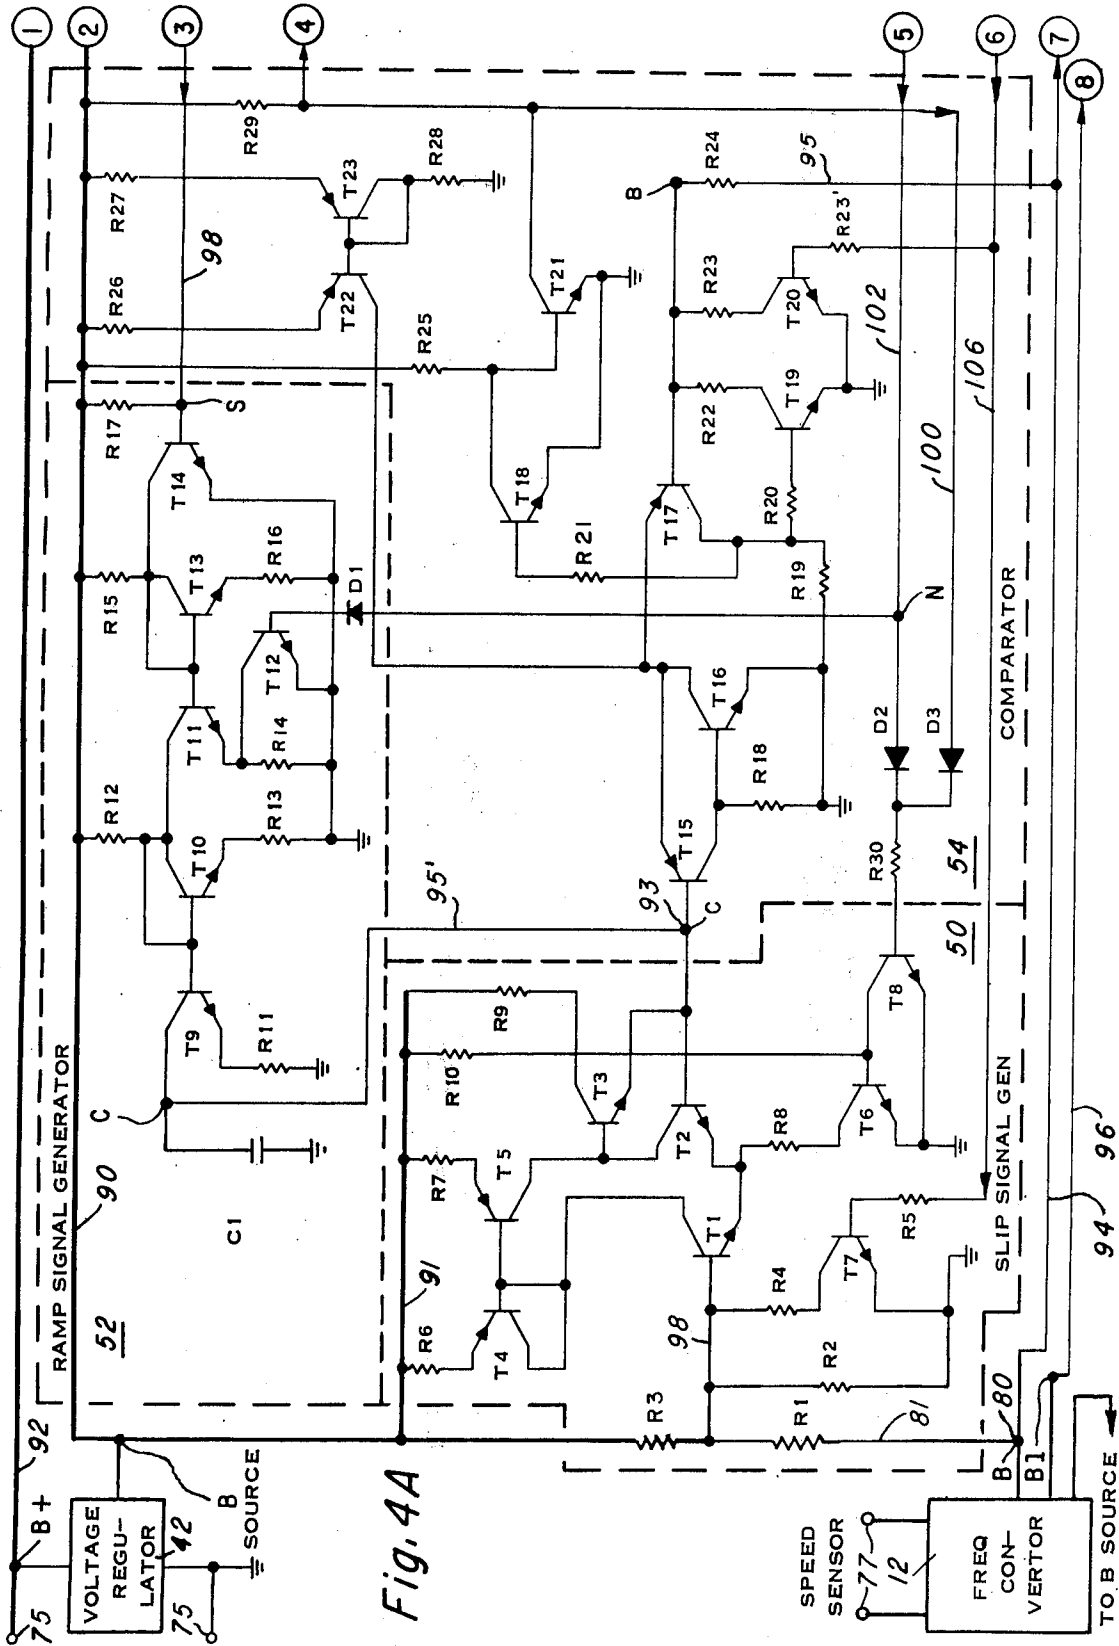 75
B+
92
1
VOLTAGE
REGU-
LATOR
42
75
B
SOURCE
RAMP SIGNAL GENERATOR
52
90
2
R12
R15
R17
R26
R27
R29
C
C1
T9
R11
T10
R13
T11
R14
T12
T13
R16
T14
D1
S
98
3
4
T22
T23
R28
R25
Fig. 4A
91
R6
R7
R10
R9
T4
T5
T3
95'
T18
R21
T21
T1
T2
93
C
T15
T16
R18
T17
R19
R20
R22
T19
R23
T20
R23'
B
R24
95
R3
98
R1
R2
R4
T7
R5
R8
T6
T8
R30
D2
D3
N
102
100
106
5
6
7
8
81
SLIP SIGNAL GEN
50
54
COMPARATOR
SPEED
SENSOR
77
12
FREQ
CON-
VERTOR
B
B1
80
94
96
TO B SOURCE